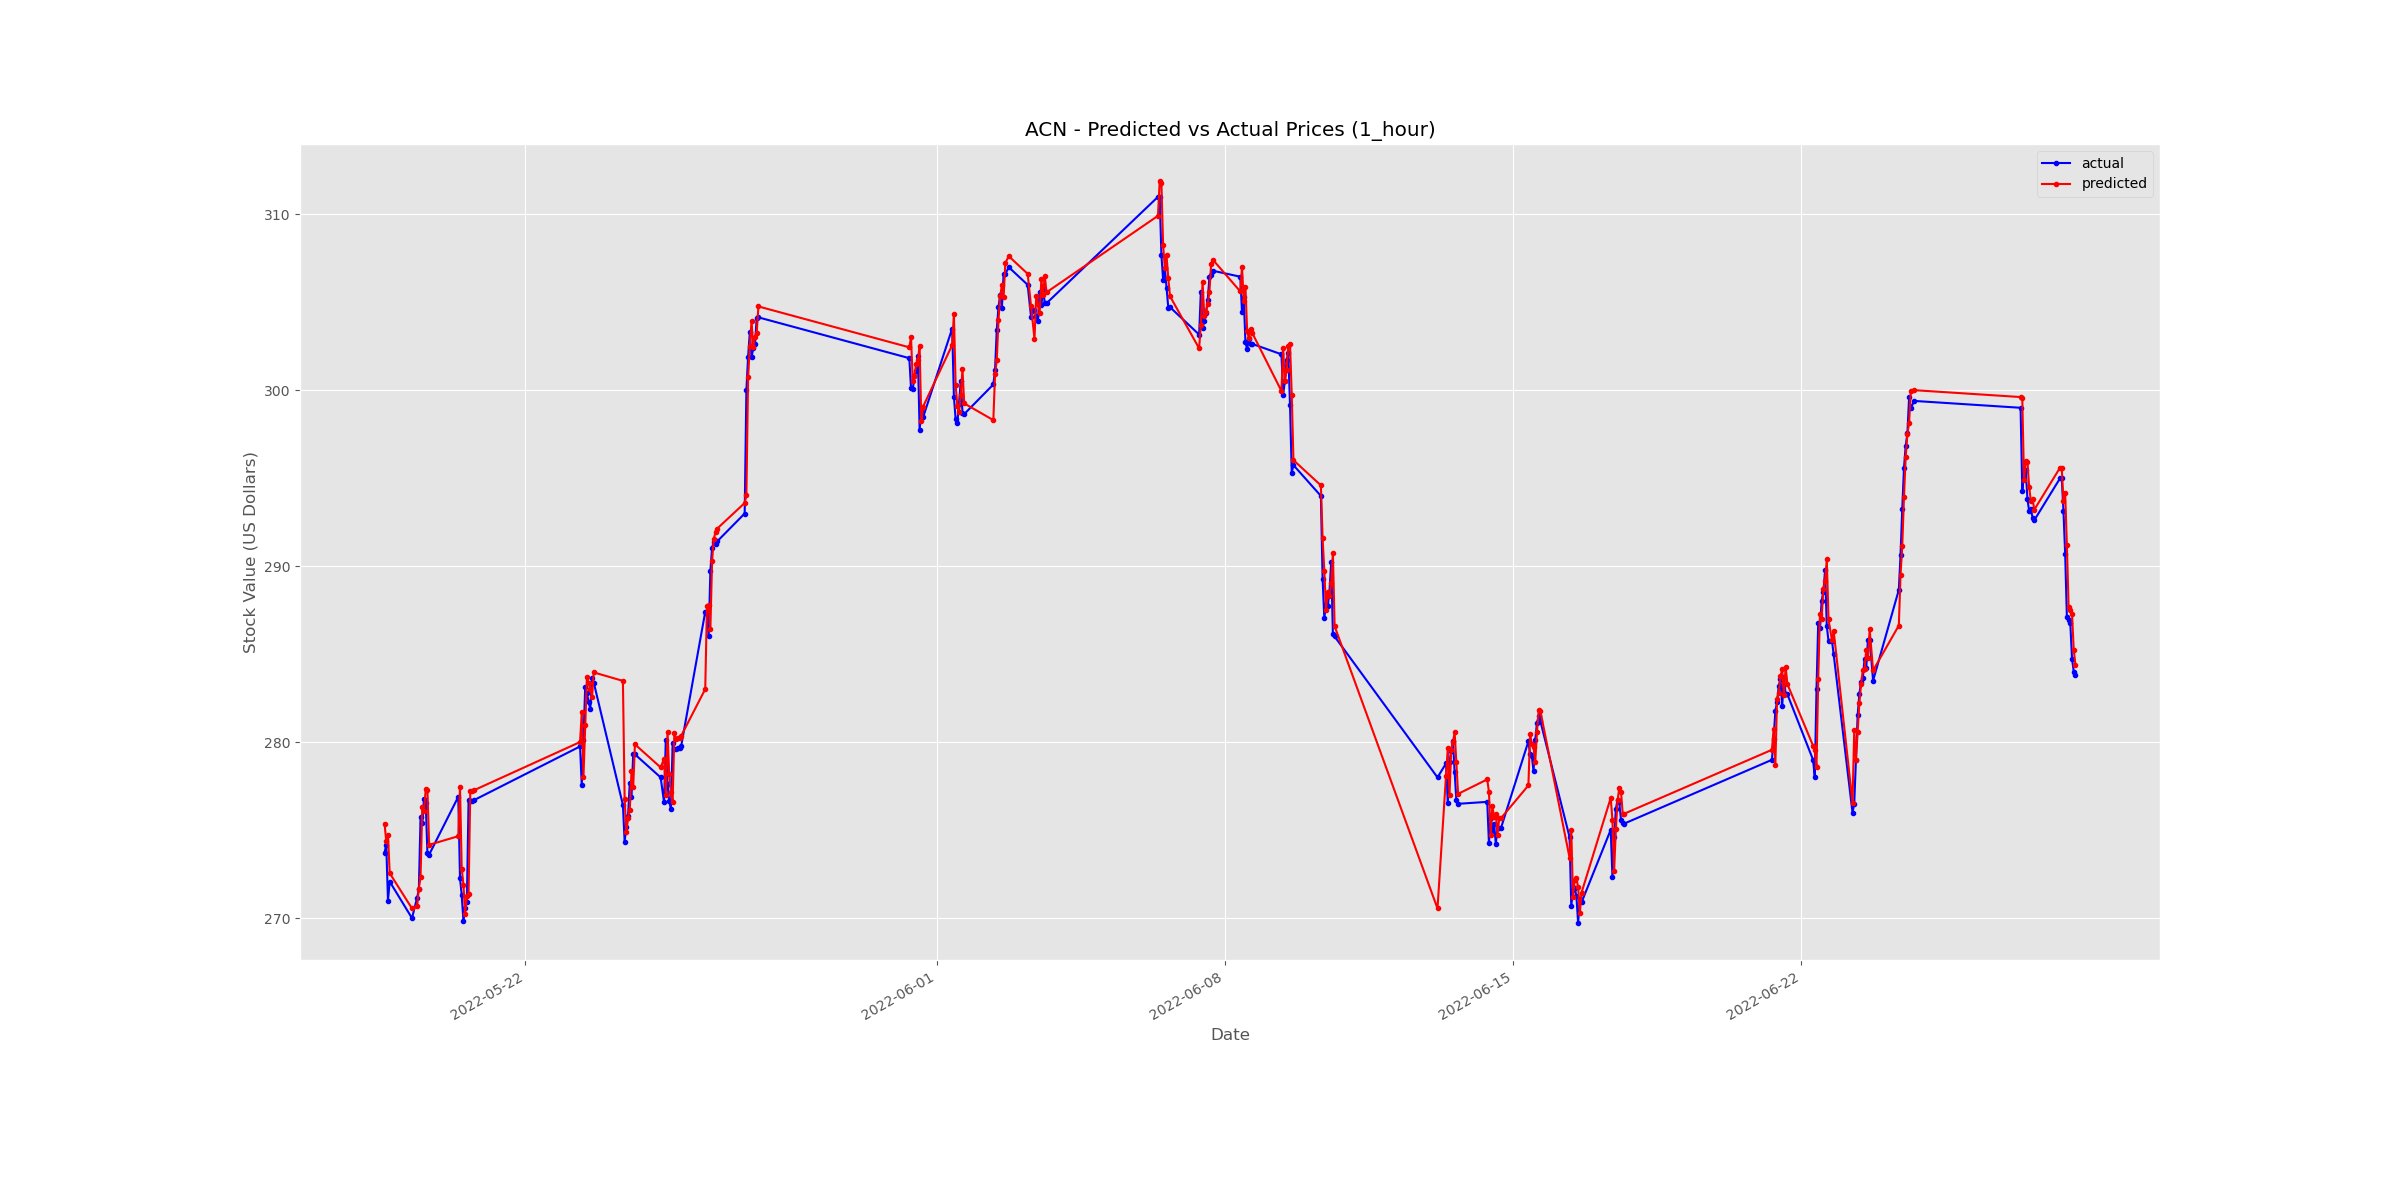 ACN - Predicted vs Actual Prices (1_hour)
actual
predicted
Stock Value (US Dollars)
310
300
290
280
270
2022-05-22
2022-06-01
2022-06-08
2022-06-15
2022-06-22
Date